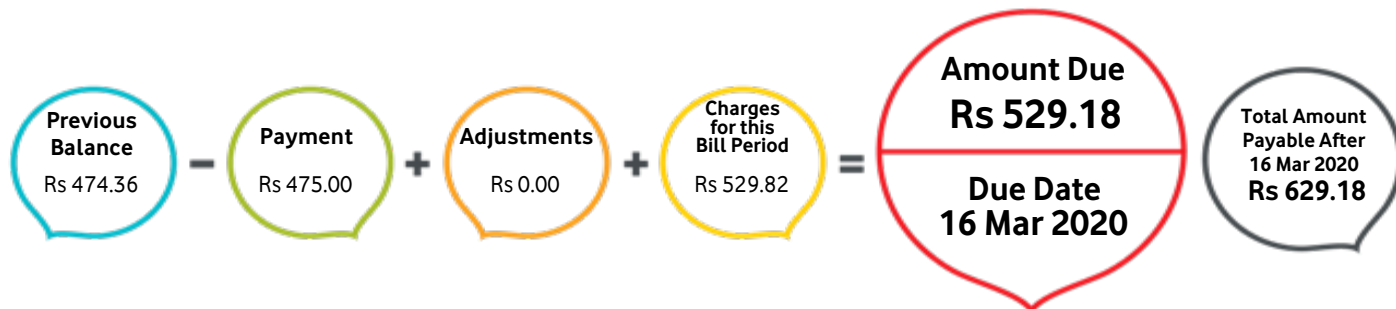 Previous
Balance
Rs 474.36
-
Payment
Rs 475.00
+
Adjustments
Rs 0.00
+
Charges
for this
Bill Period
Rs 529.82
=
Amount Due
Rs 529.18
Due Date
16 Mar 2020
Total Amount
Payable After
16 Mar 2020
Rs 629.18